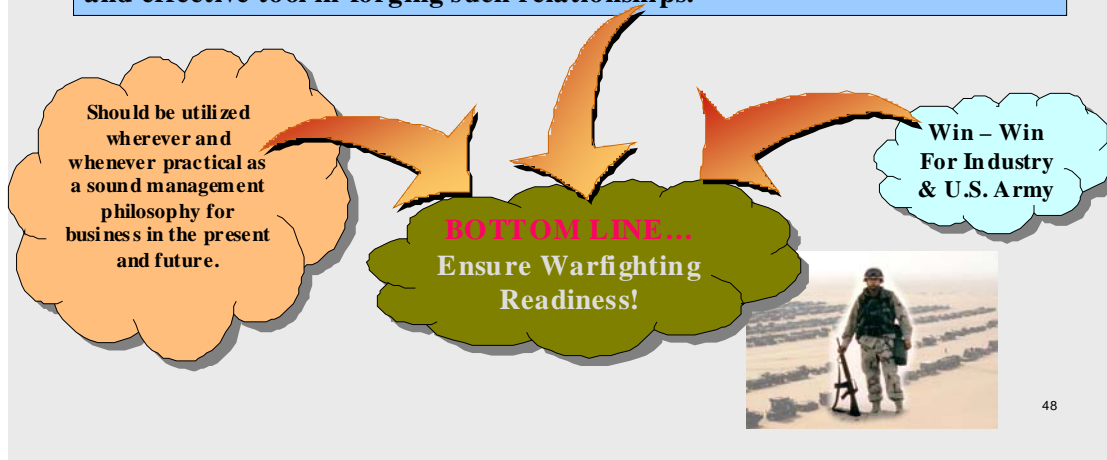 and effective tool in forging such relationships.
Should be utilized
wherever and
whenever practical as
a sound management
philosophy for
business in the present
and future.
Win – Win
For Industry
& U.S. Army
BOTTOM LINE...
Ensure Warfighting
Readiness!
48